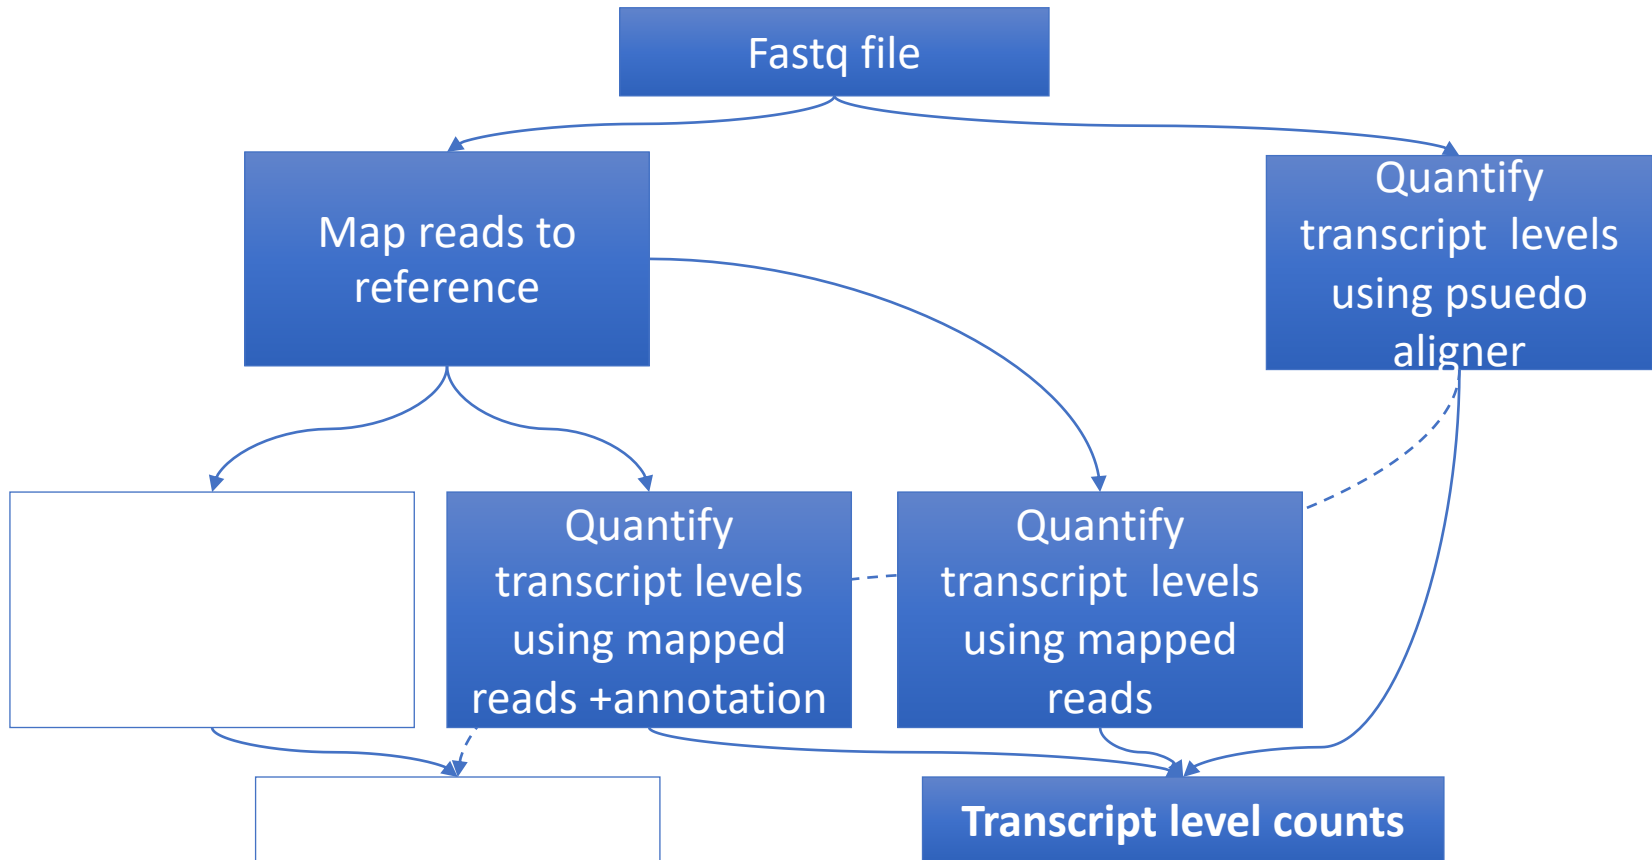 Fastq file
Map reads to
reference
Quantify
transcript  levels
using psuedo
aligner
Quantify
transcript levels
using mapped
reads +annotation
Quantify
transcript  levels
using mapped
reads
Transcript level counts